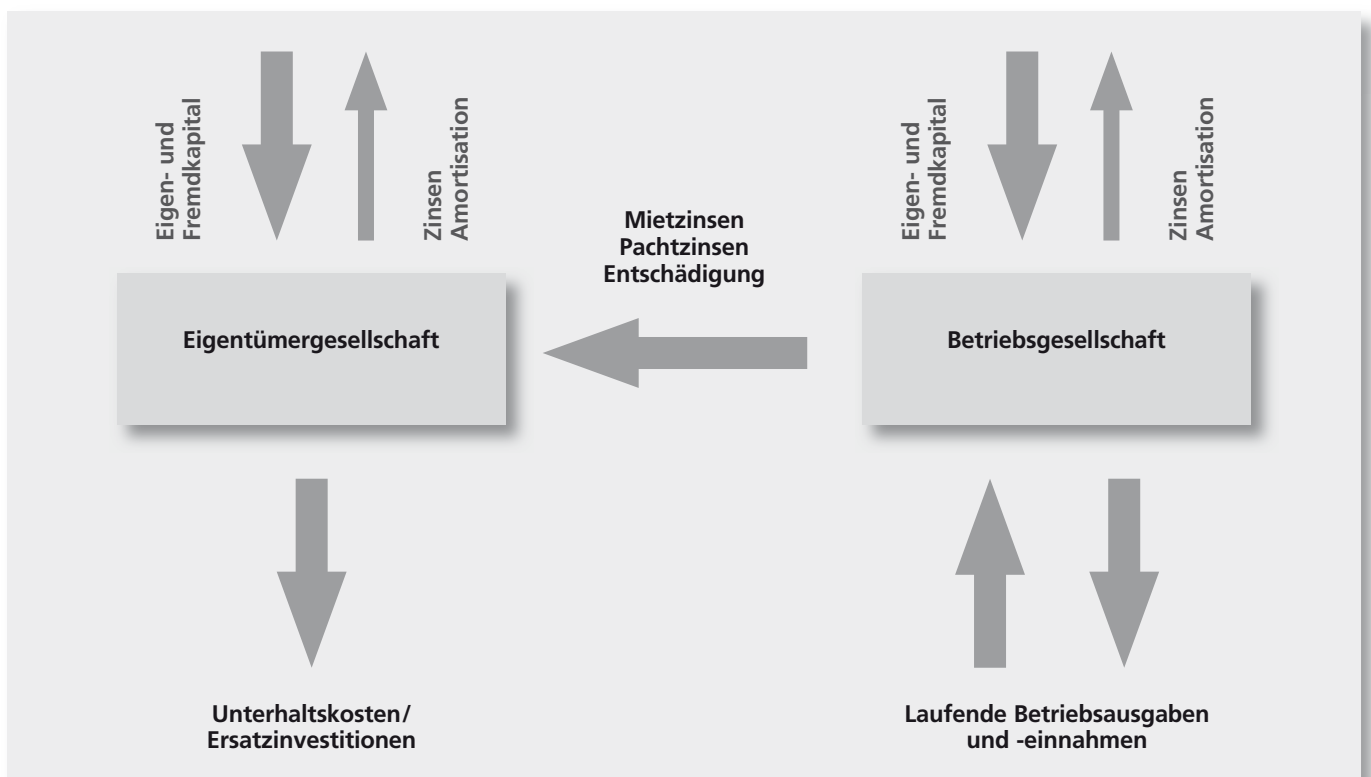 Eigen- und
Fremdkapital
Zinsen
Amortisation
Eigen- und
Fremdkapital
Zinsen
Amortisation
Mietzinsen
Pachtzinsen
Entschädigung
Eigentümergesellschaft
Betriebsgesellschaft
Unterhaltskosten/
Ersatzinvestitionen
Laufende Betriebsausgaben
und -einnahmen